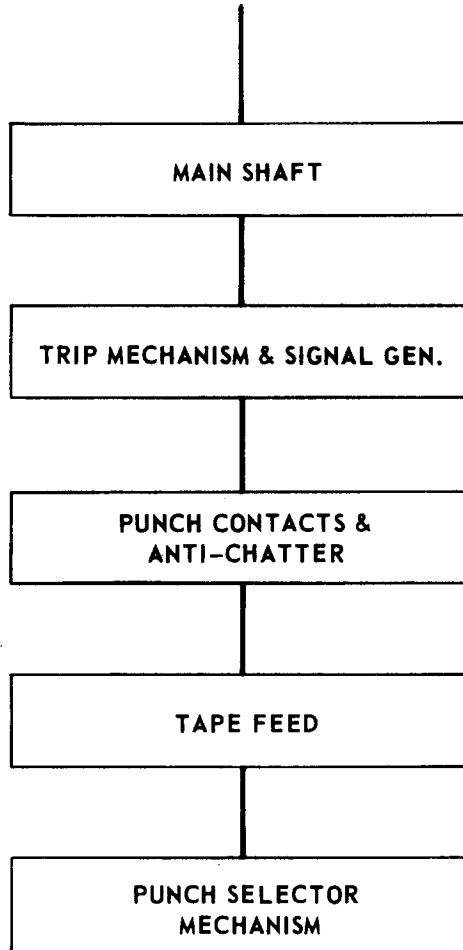 MAIN SHAFT
TRIP MECHANISM & SIGNAL GEN.
PUNCH CONTACTS &
ANTI-CHATTER
TAPE FEED
PUNCH SELECTOR
MECHANISM